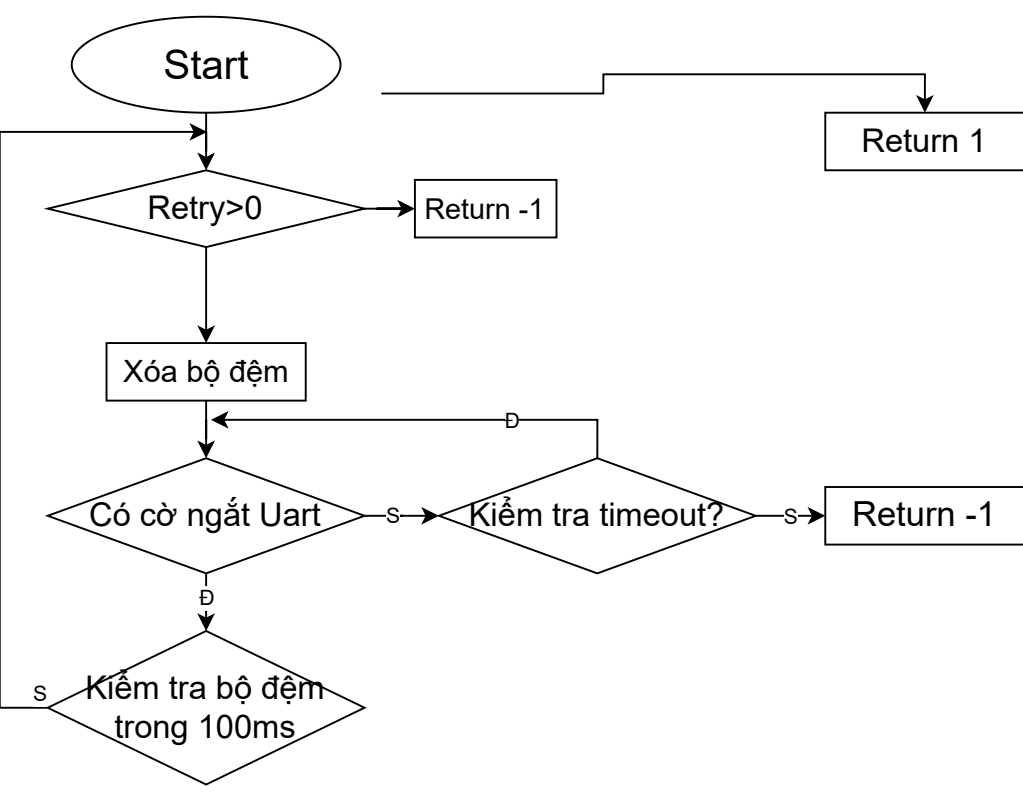 Start
Return 1
Retry>0
Return -1
Xóa bộ đệm
Đ
Có cờ ngắt Uart
S
Kiểm tra timeout?
S
Return -1
Đ
S
Kiểm tra bộ đệm
trong 100ms